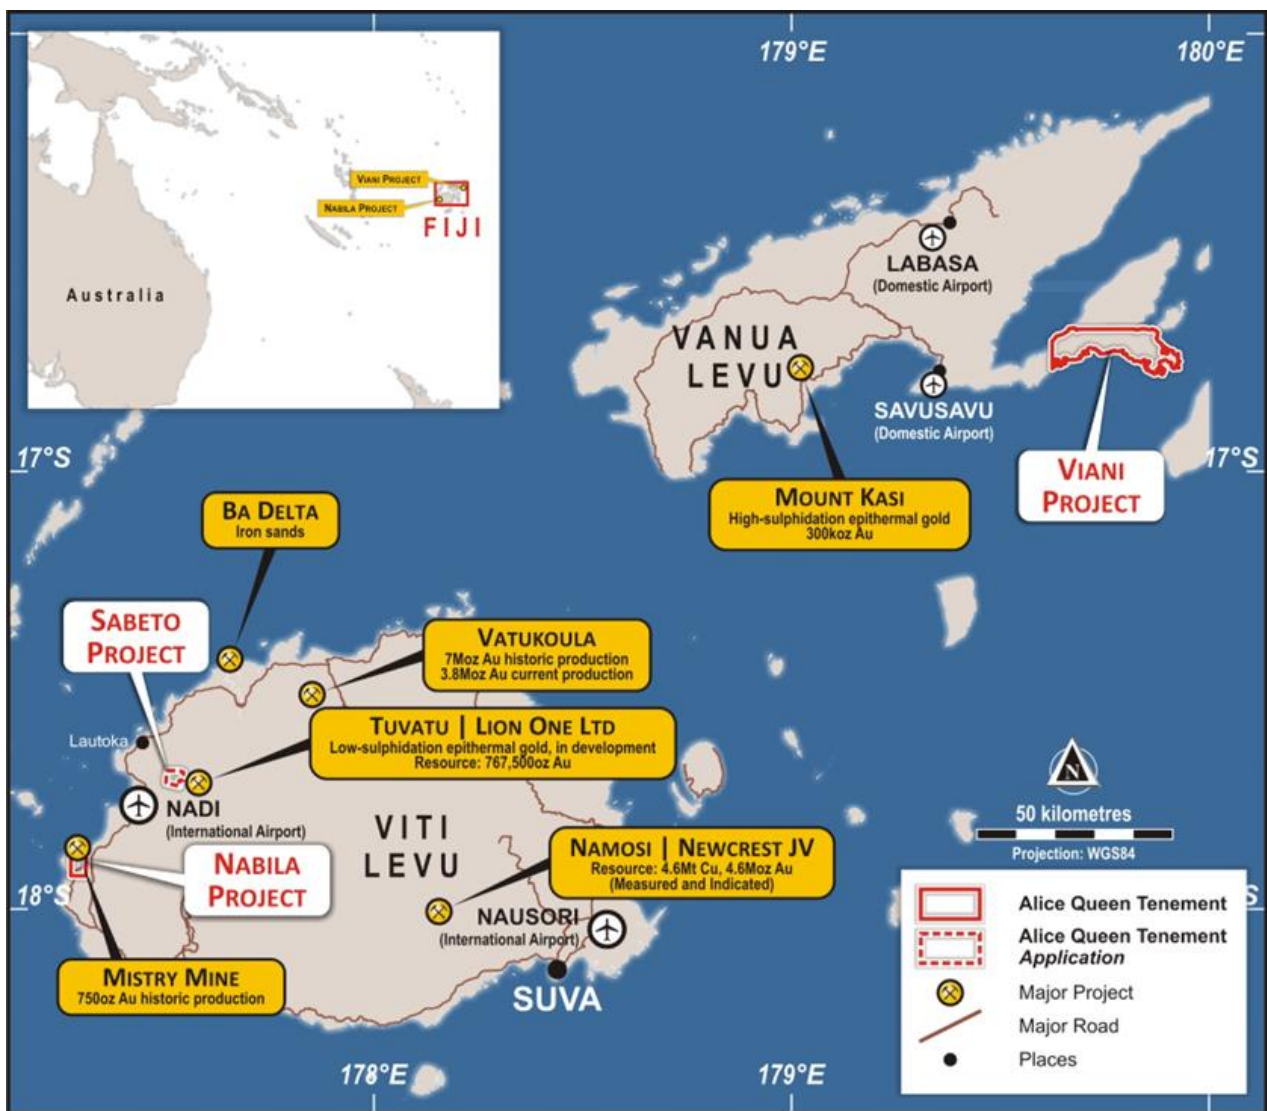 179°E
180°E
VIANI PROJECT
NABILA PROJECT
FIJI
Australia
LABASA
(Domestic Airport)
VANUA
LEVU
SAVUSAVU
(Domestic Airport)
17°S
17°S
VIANI
PROJECT
MOUNT KASI
High-sulphidation epithermal gold
300koz Au
BA DELTA
Iron sands
SABETO
PROJECT
VATUKOULA
7Moz Au historic production
3.8Moz Au current production
TUVATU | LION ONE LTD
Low-sulphidation epithermal gold, in development
Resource: 767,500oz Au
Lautoka
NADI
(International Airport)
VITI
LEVU
N
50 kilometres
Projection: WGS84
NABILA
PROJECT
NAMOSI | NEWCREST JV
Resource: 4.6Mt Cu, 4.6Moz Au
(Measured and Indicated)
18°S
S
NAUSORI
(International Airport)
MISTRY MINE
750oz Au historic production
SUVA
Alice Queen Tenement
Alice Queen Tenement
Application
Major Project
Major Road
Places
178°E
179°E